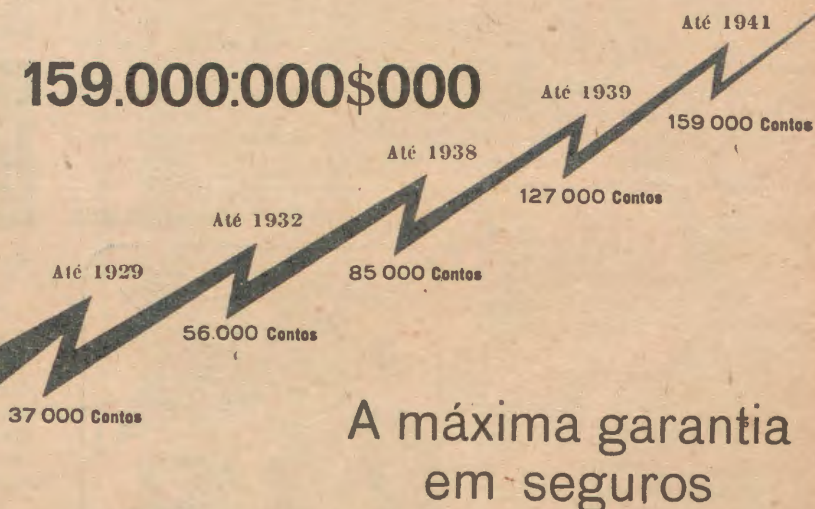 159.000:000$000
Até 1941
159 000 Contos
Até 1939
127 000 Contos
Até 1938
85 000 Contos
Até 1932
56.000 Contos
Até 1929
37 000 Contos
A máxima garantia
em seguros